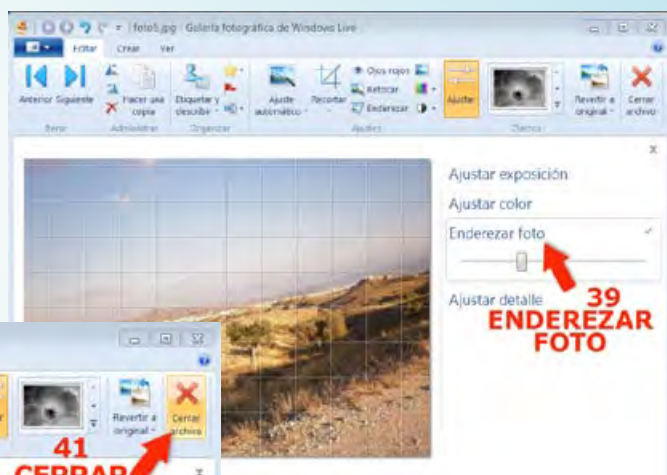 foto5.jpg - Galería fotográfica de Windows Live
Editar Crear Ver
Anterior Siguiente
Hacer una copia
Etiquetar y describir
Ajuste automático
Recortar
Ojos rojos
Retocar
Enderezar
Ajustar
Revertir a original
Cerrar archivo
Iterar Administrar Organizar Ajustes Efectos
Ajustar exposición
Ajustar color
Enderezar foto
Ajustar detalle
39
ENDEREZAR
FOTO
Revertir a original
Cerrar archivo
41
CERRAR